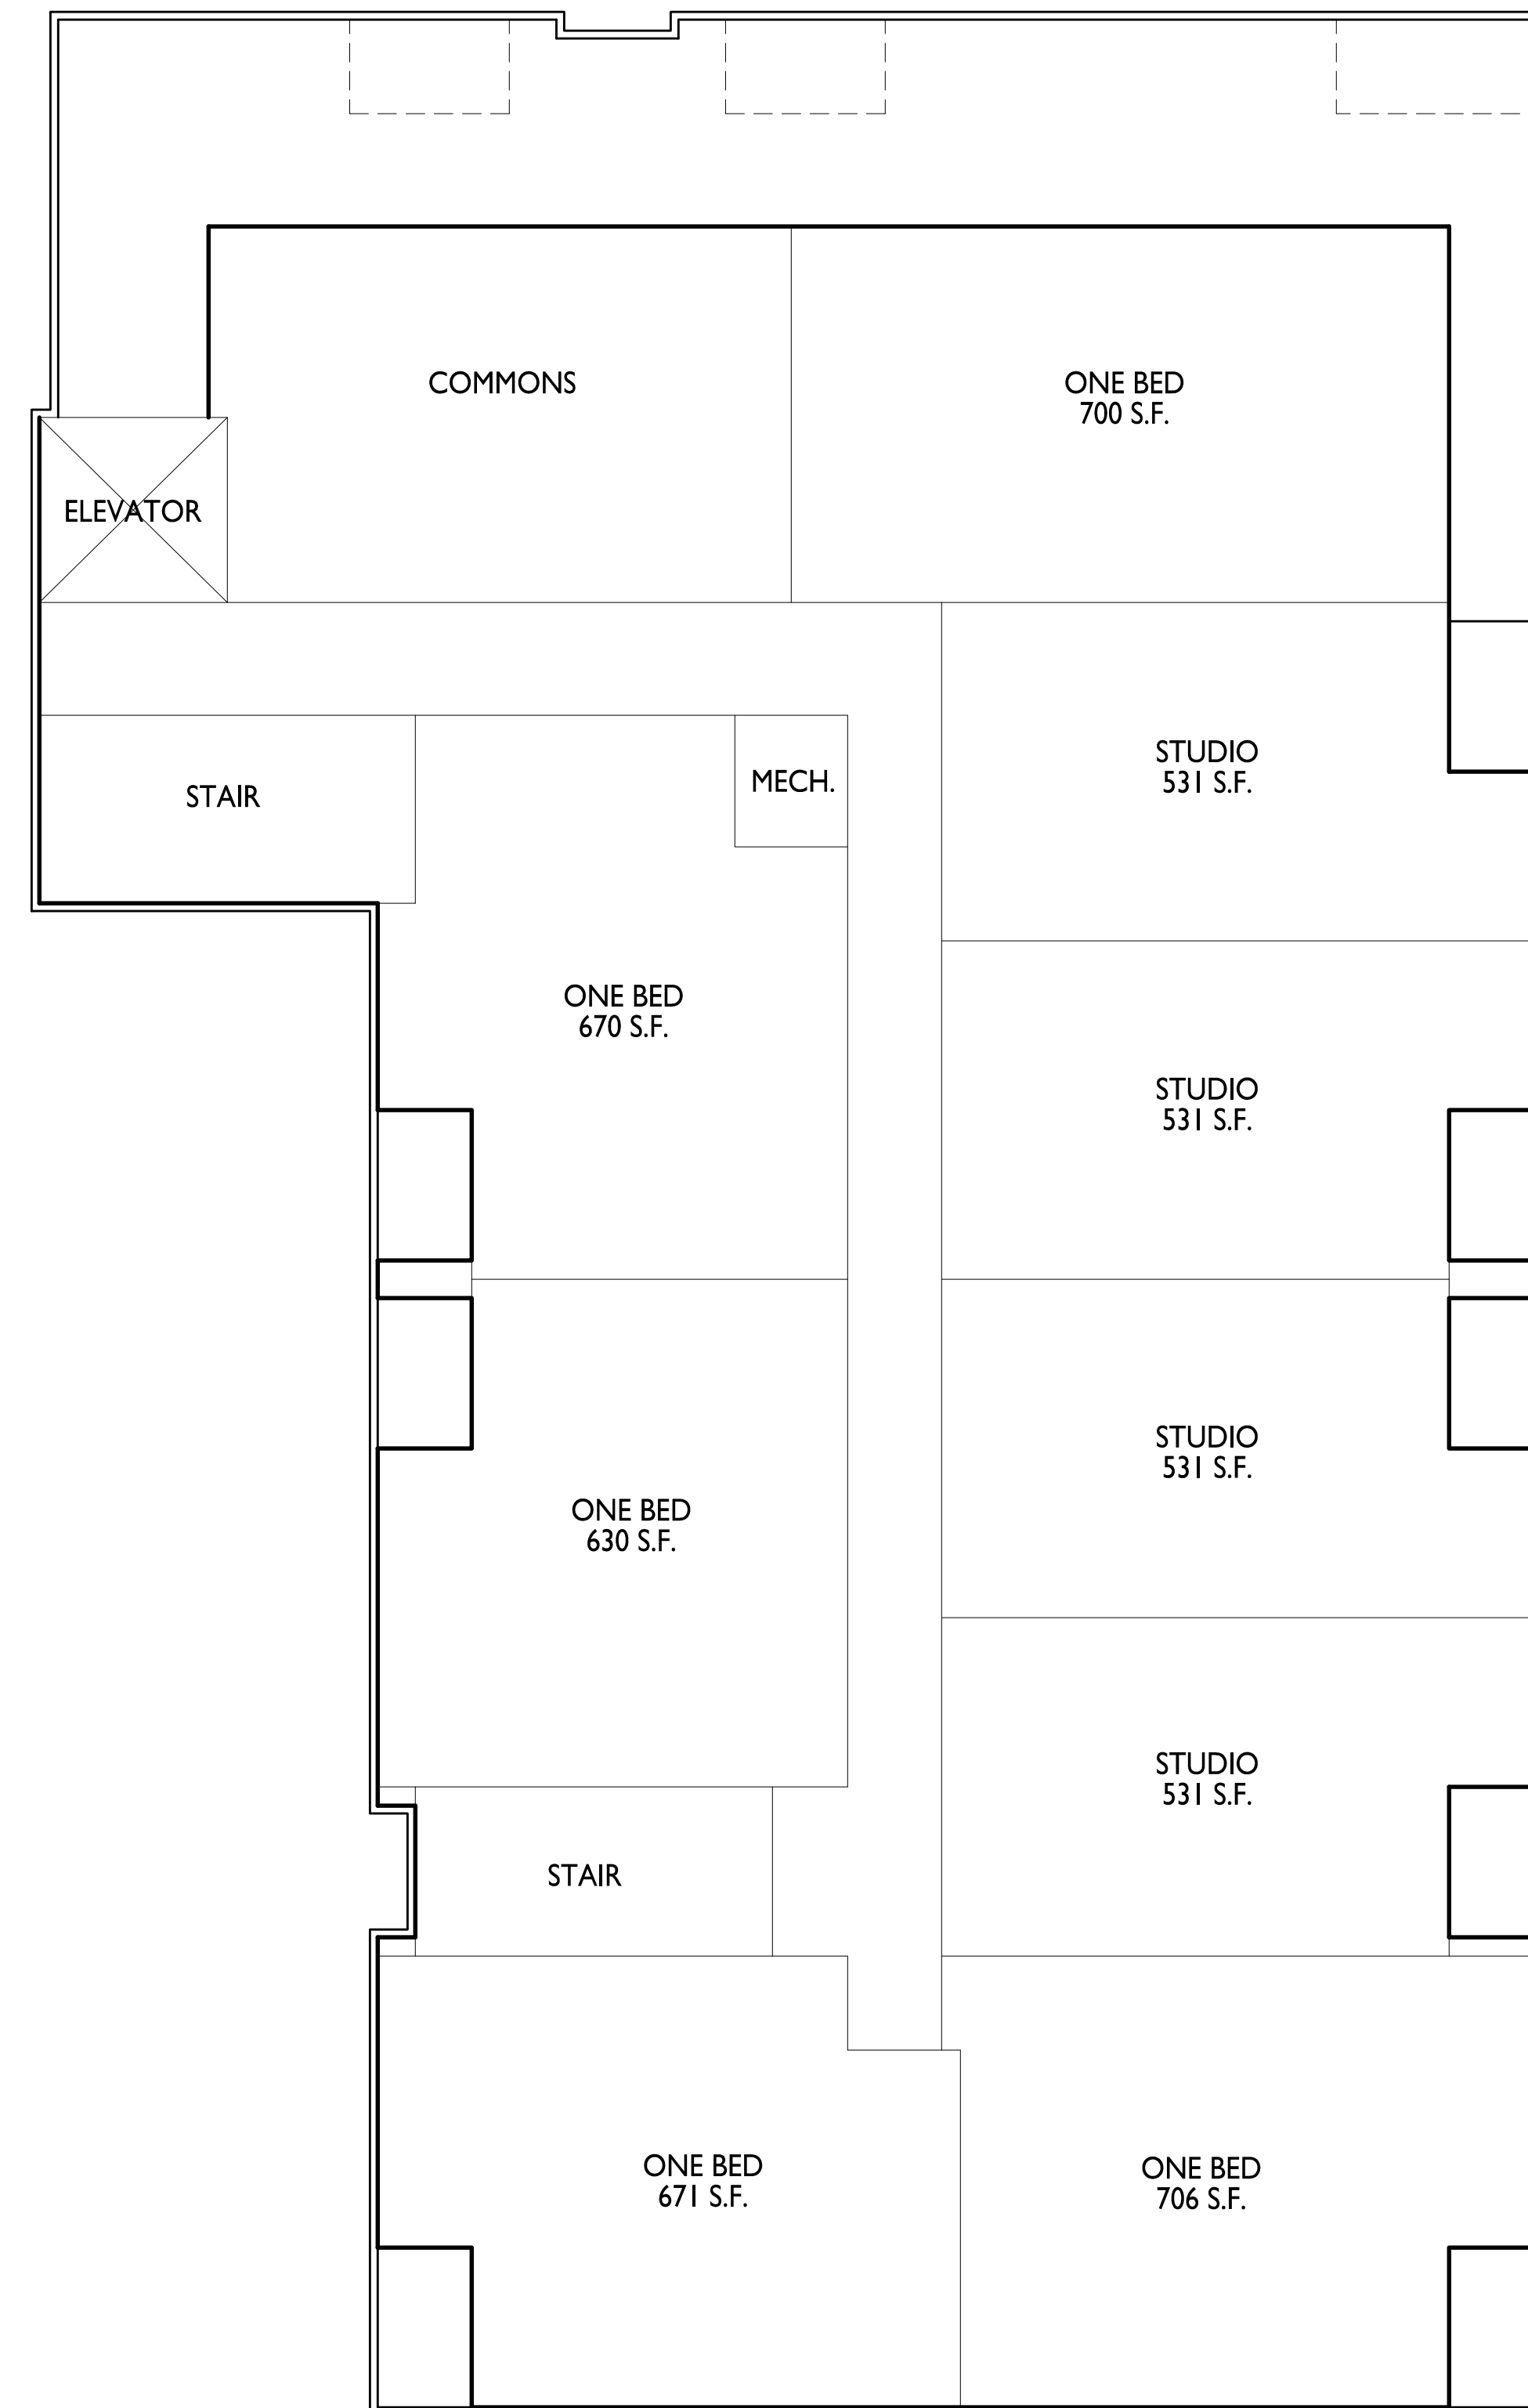 COMMONS
ONE BED
700 S.F.
ELEVATOR
STUDIO
531 S.F.
MECH.
STAIR
ONE BED
670 S.F.
STUDIO
531 S.F.
STUDIO
531 S.F.
ONE BED
630 S.F.
STUDIO
531 S.F.
STAIR
ONE BED
671 S.F.
ONE BED
706 S.F.